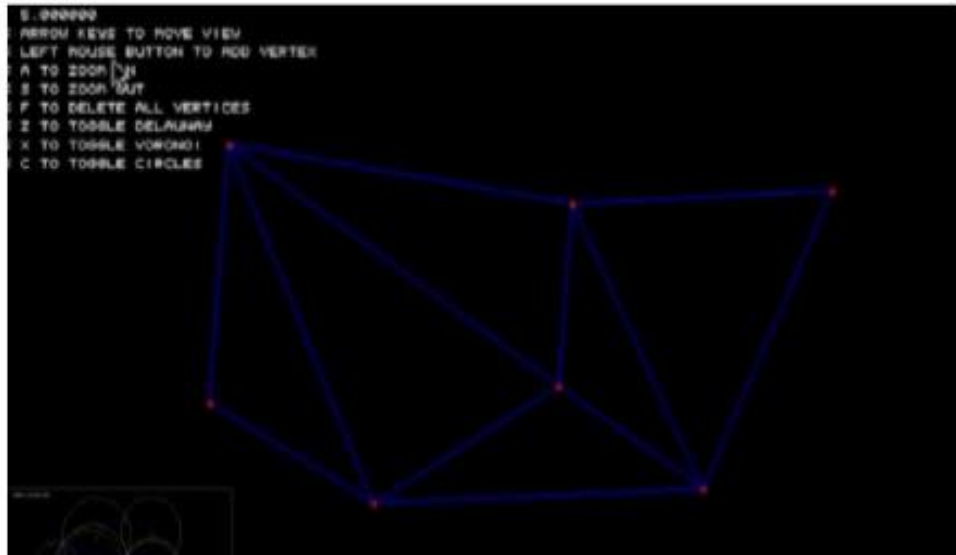 5.000000
ARROW KEYS TO MOVE VIEW
LEFT MOUSE BUTTON TO ADD VERTEX
A TO ZOOM IN
S TO ZOOM OUT
F TO DELETE ALL VERTICES
Z TO TOGGLE DELAUNAY
X TO TOGGLE VORONOI
C TO TOGGLE CIRCLES